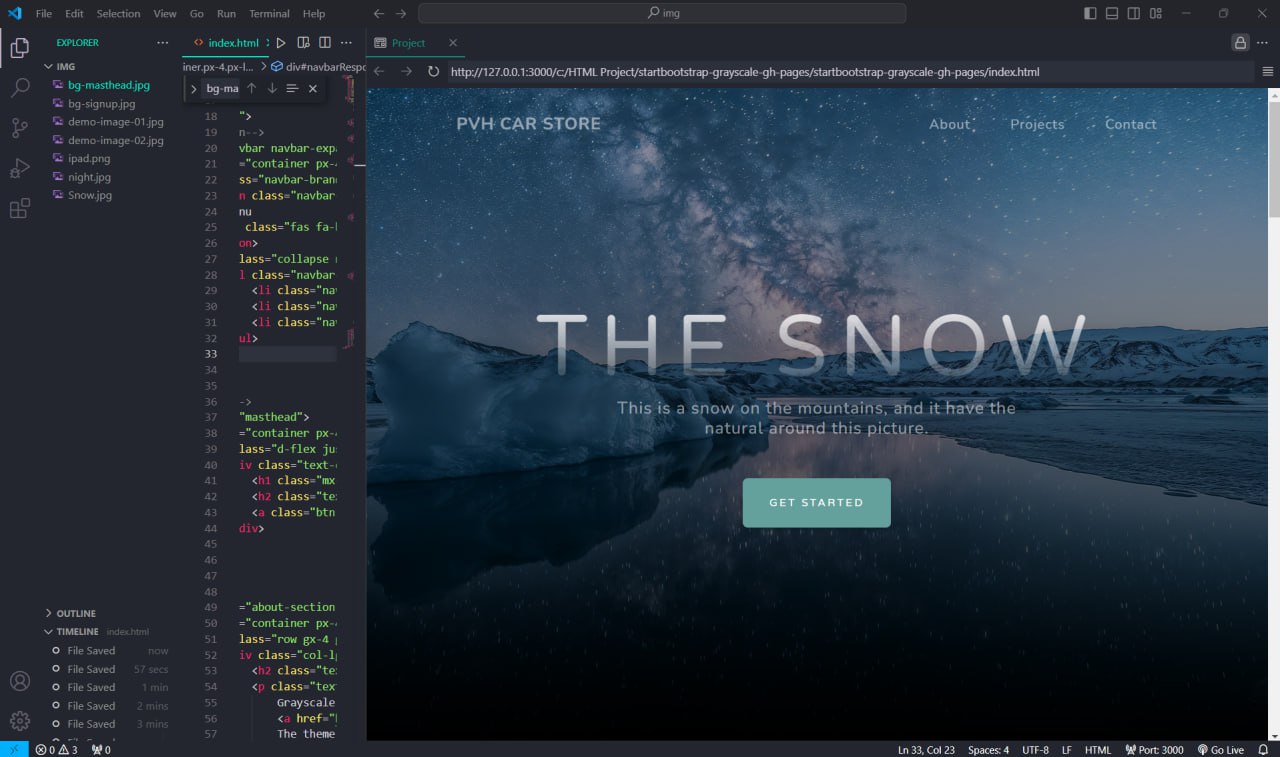 File Edit Selection View Go Run Terminal Help
img
EXPLORER
IMG
bg-masthead.jpg
bg-signup.jpg
demo-image-01.jpg
demo-image-02.jpg
ipad.png
night.jpg
Snow.jpg
OUTLINE
TIMELINE index.html
File Saved now
File Saved 57 secs
File Saved 1 min
File Saved 2 mins
File Saved 3 mins
index.html
iner.px-4.px-l... > div#navbarRespo
bg-ma
18 ">
19 n-->
20 vbar navbar-expa
21 ="container px-4
22 ss="navbar-bran
23 n class="navbar-
24 nu
25 class="fas fa-b
26 on>
27 lass="collapse n
28 l class="navbar-
29 <li class="nav
30 <li class="nav
31 <li class="nav
32 ul>
33
34
35
36 ->
37 "masthead">
38 ="container px-4
39 lass="d-flex jus
40 iv class="text-c
41 <h1 class="mx
42 <h2 class="tex
43 <a class="btn
44 div>
45
46
47
48
49 ="about-section
50 ="container px-4
51 lass="row gx-4 g
52 iv class="col-lg
53 <h2 class="tex
54 <p class="text
55 Grayscale
56 <a href="
57 The theme
Project
http://127.0.0.1:3000/c:/HTML Project/startbootstrap-grayscale-gh-pages/startbootstrap-grayscale-gh-pages/index.html
PVH CAR STORE
About Projects Contact
THE SNOW
This is a snow on the mountains, and it have the
natural around this picture.
GET STARTED
0 3 0
Ln 33, Col 23 Spaces: 4 UTF-8 LF HTML Port: 3000 Go Live